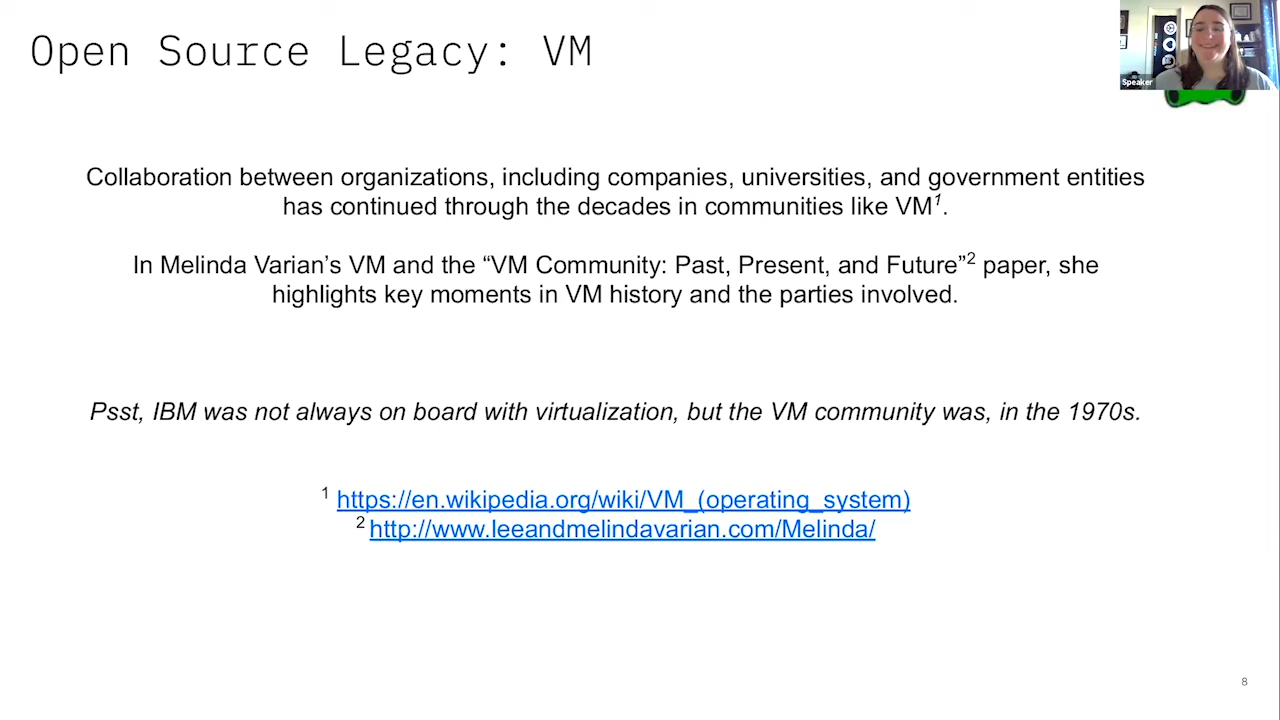 Open Source Legacy: VM
Speaker
Collaboration between organizations, including companies, universities, and government entities
has continued through the decades in communities like VM1.
In Melinda Varian’s VM and the “VM Community: Past, Present, and Future”2 paper, she
highlights key moments in VM history and the parties involved.
Psst, IBM was not always on board with virtualization, but the VM community was, in the 1970s.
1 https://en.wikipedia.org/wiki/VM_(operating_system)
2 http://www.leeandmelindavarian.com/Melinda/
8